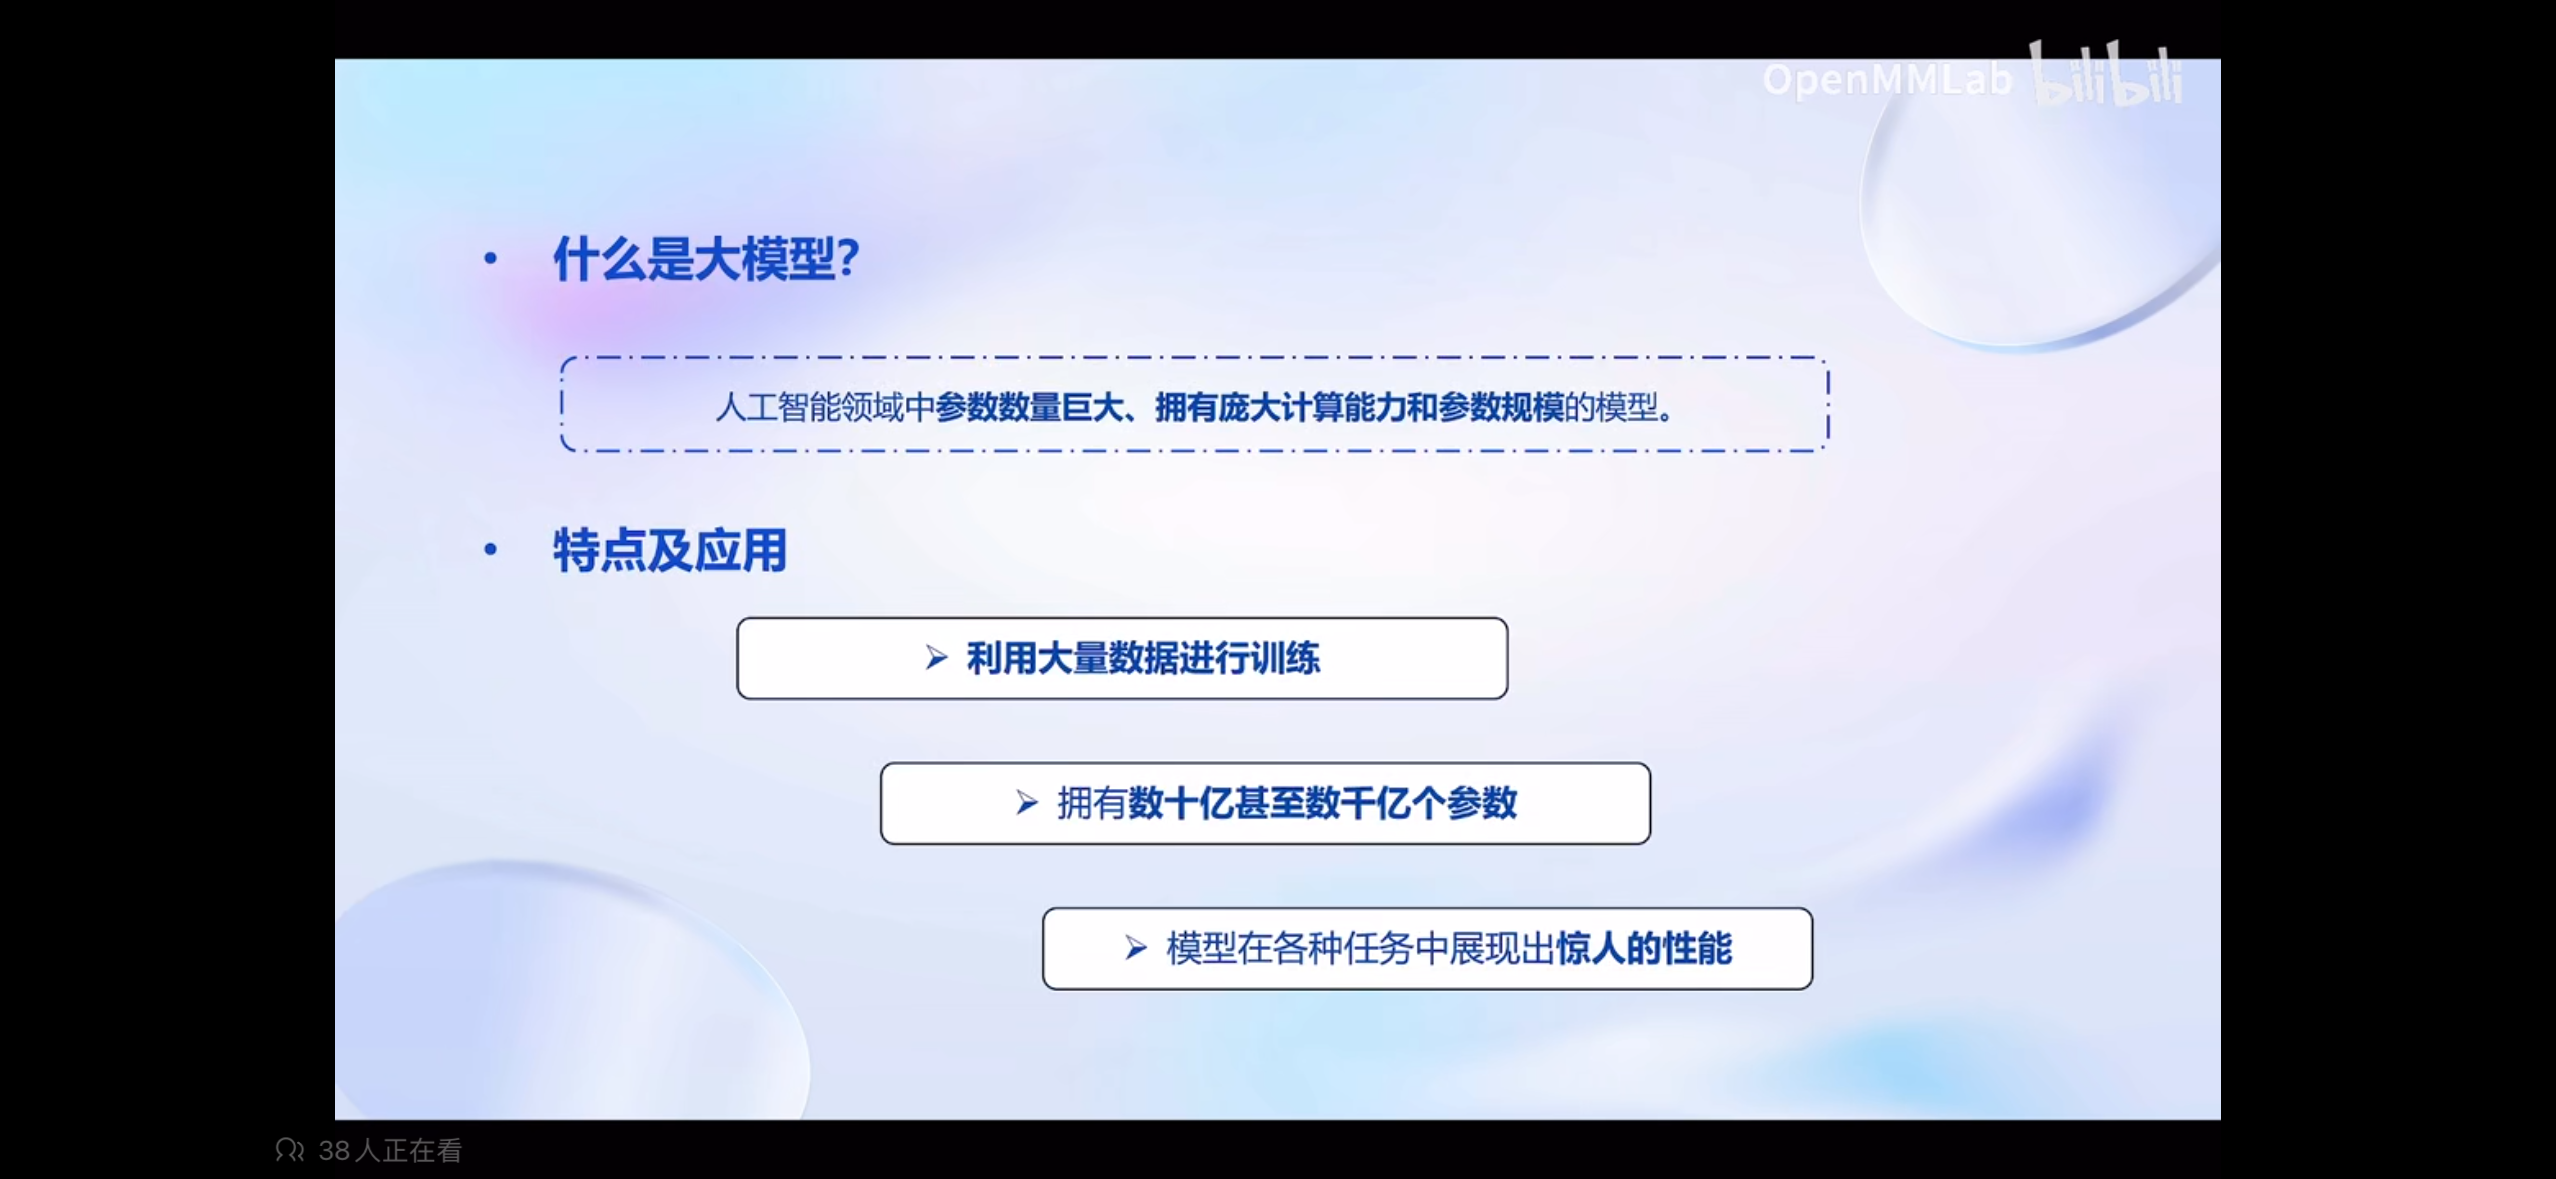 OpenMMLab bilibili
• 什么是大模型？
人工智能领域中参数数量巨大、拥有庞大计算能力和参数规模的模型。
• 特点及应用
➢ 利用大量数据进行训练
➢ 拥有数十亿甚至数千亿个参数
➢ 模型在各种任务中展现出惊人的性能
38人正在看